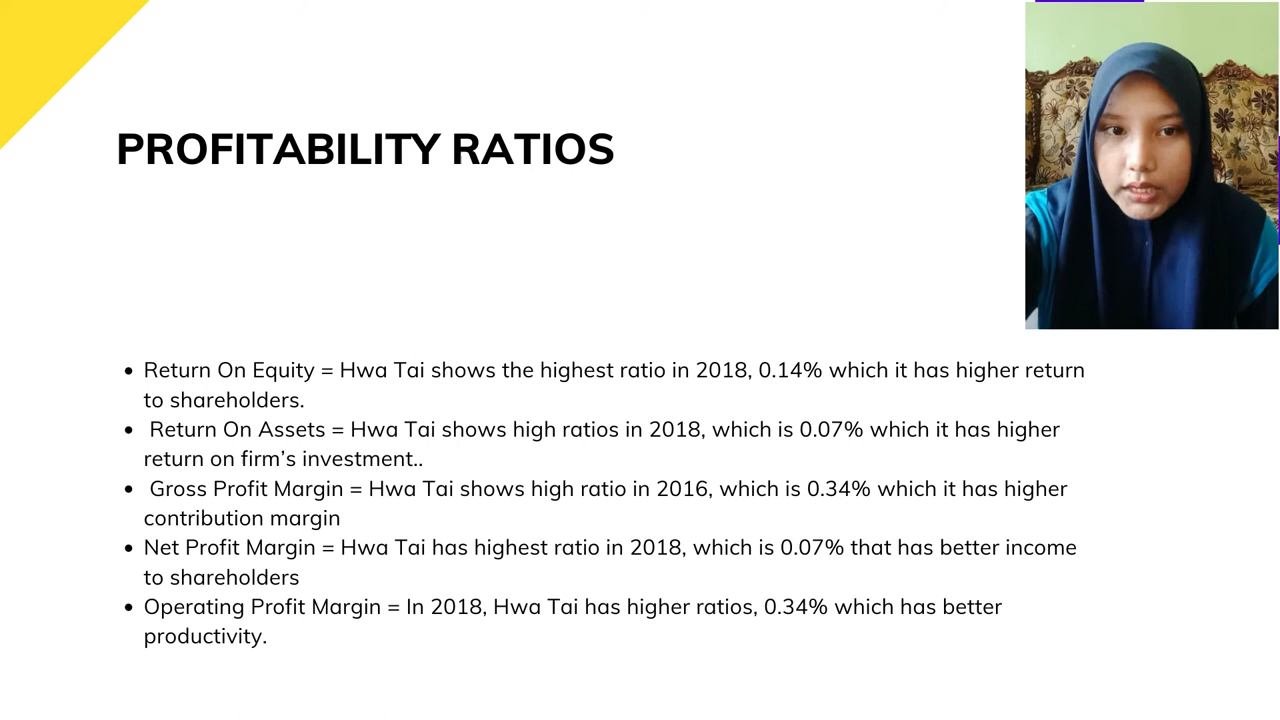 PROFITABILITY RATIOS
Return On Equity = Hwa Tai shows the highest ratio in 2018, 0.14% which it has higher return
to shareholders.
Return On Assets = Hwa Tai shows high ratios in 2018, which is 0.07% which it has higher
return on firm’s investment..
Gross Profit Margin = Hwa Tai shows high ratio in 2016, which is 0.34% which it has higher
contribution margin
Net Profit Margin = Hwa Tai has highest ratio in 2018, which is 0.07% that has better income
to shareholders
Operating Profit Margin = In 2018, Hwa Tai has higher ratios, 0.34% which has better
productivity.